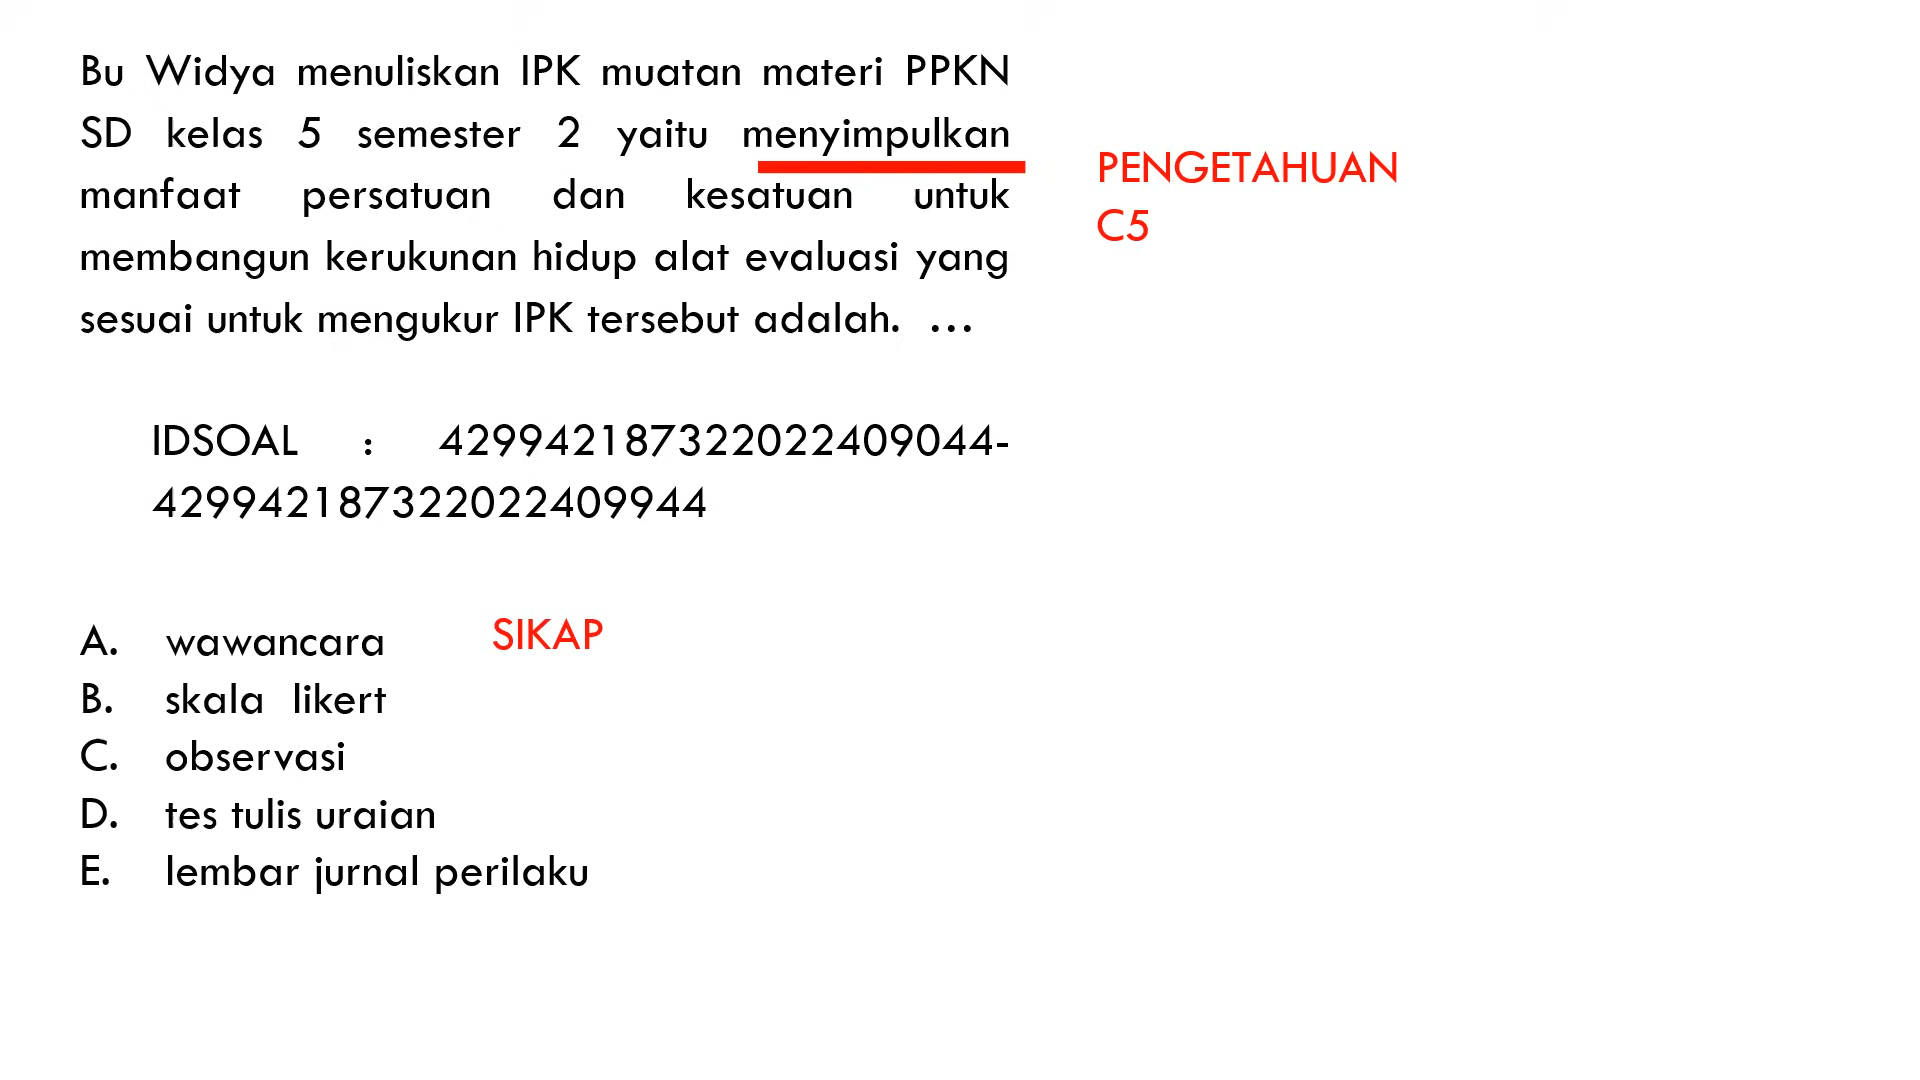 Bu Widya menuliskan IPK muatan materi PPKN
SD kelas 5 semester 2 yaitu menyimpulkan
manfaat persatuan dan kesatuan untuk
membangun kerukunan hidup alat evaluasi yang
sesuai untuk mengukur IPK tersebut adalah. ...
PENGETAHUAN
C5
IDSOAL : 429942187322022409044-
429942187322022409944
A. wawancara
SIKAP
B. skala likert
C. observasi
D. tes tulis uraian
E. lembar jurnal perilaku